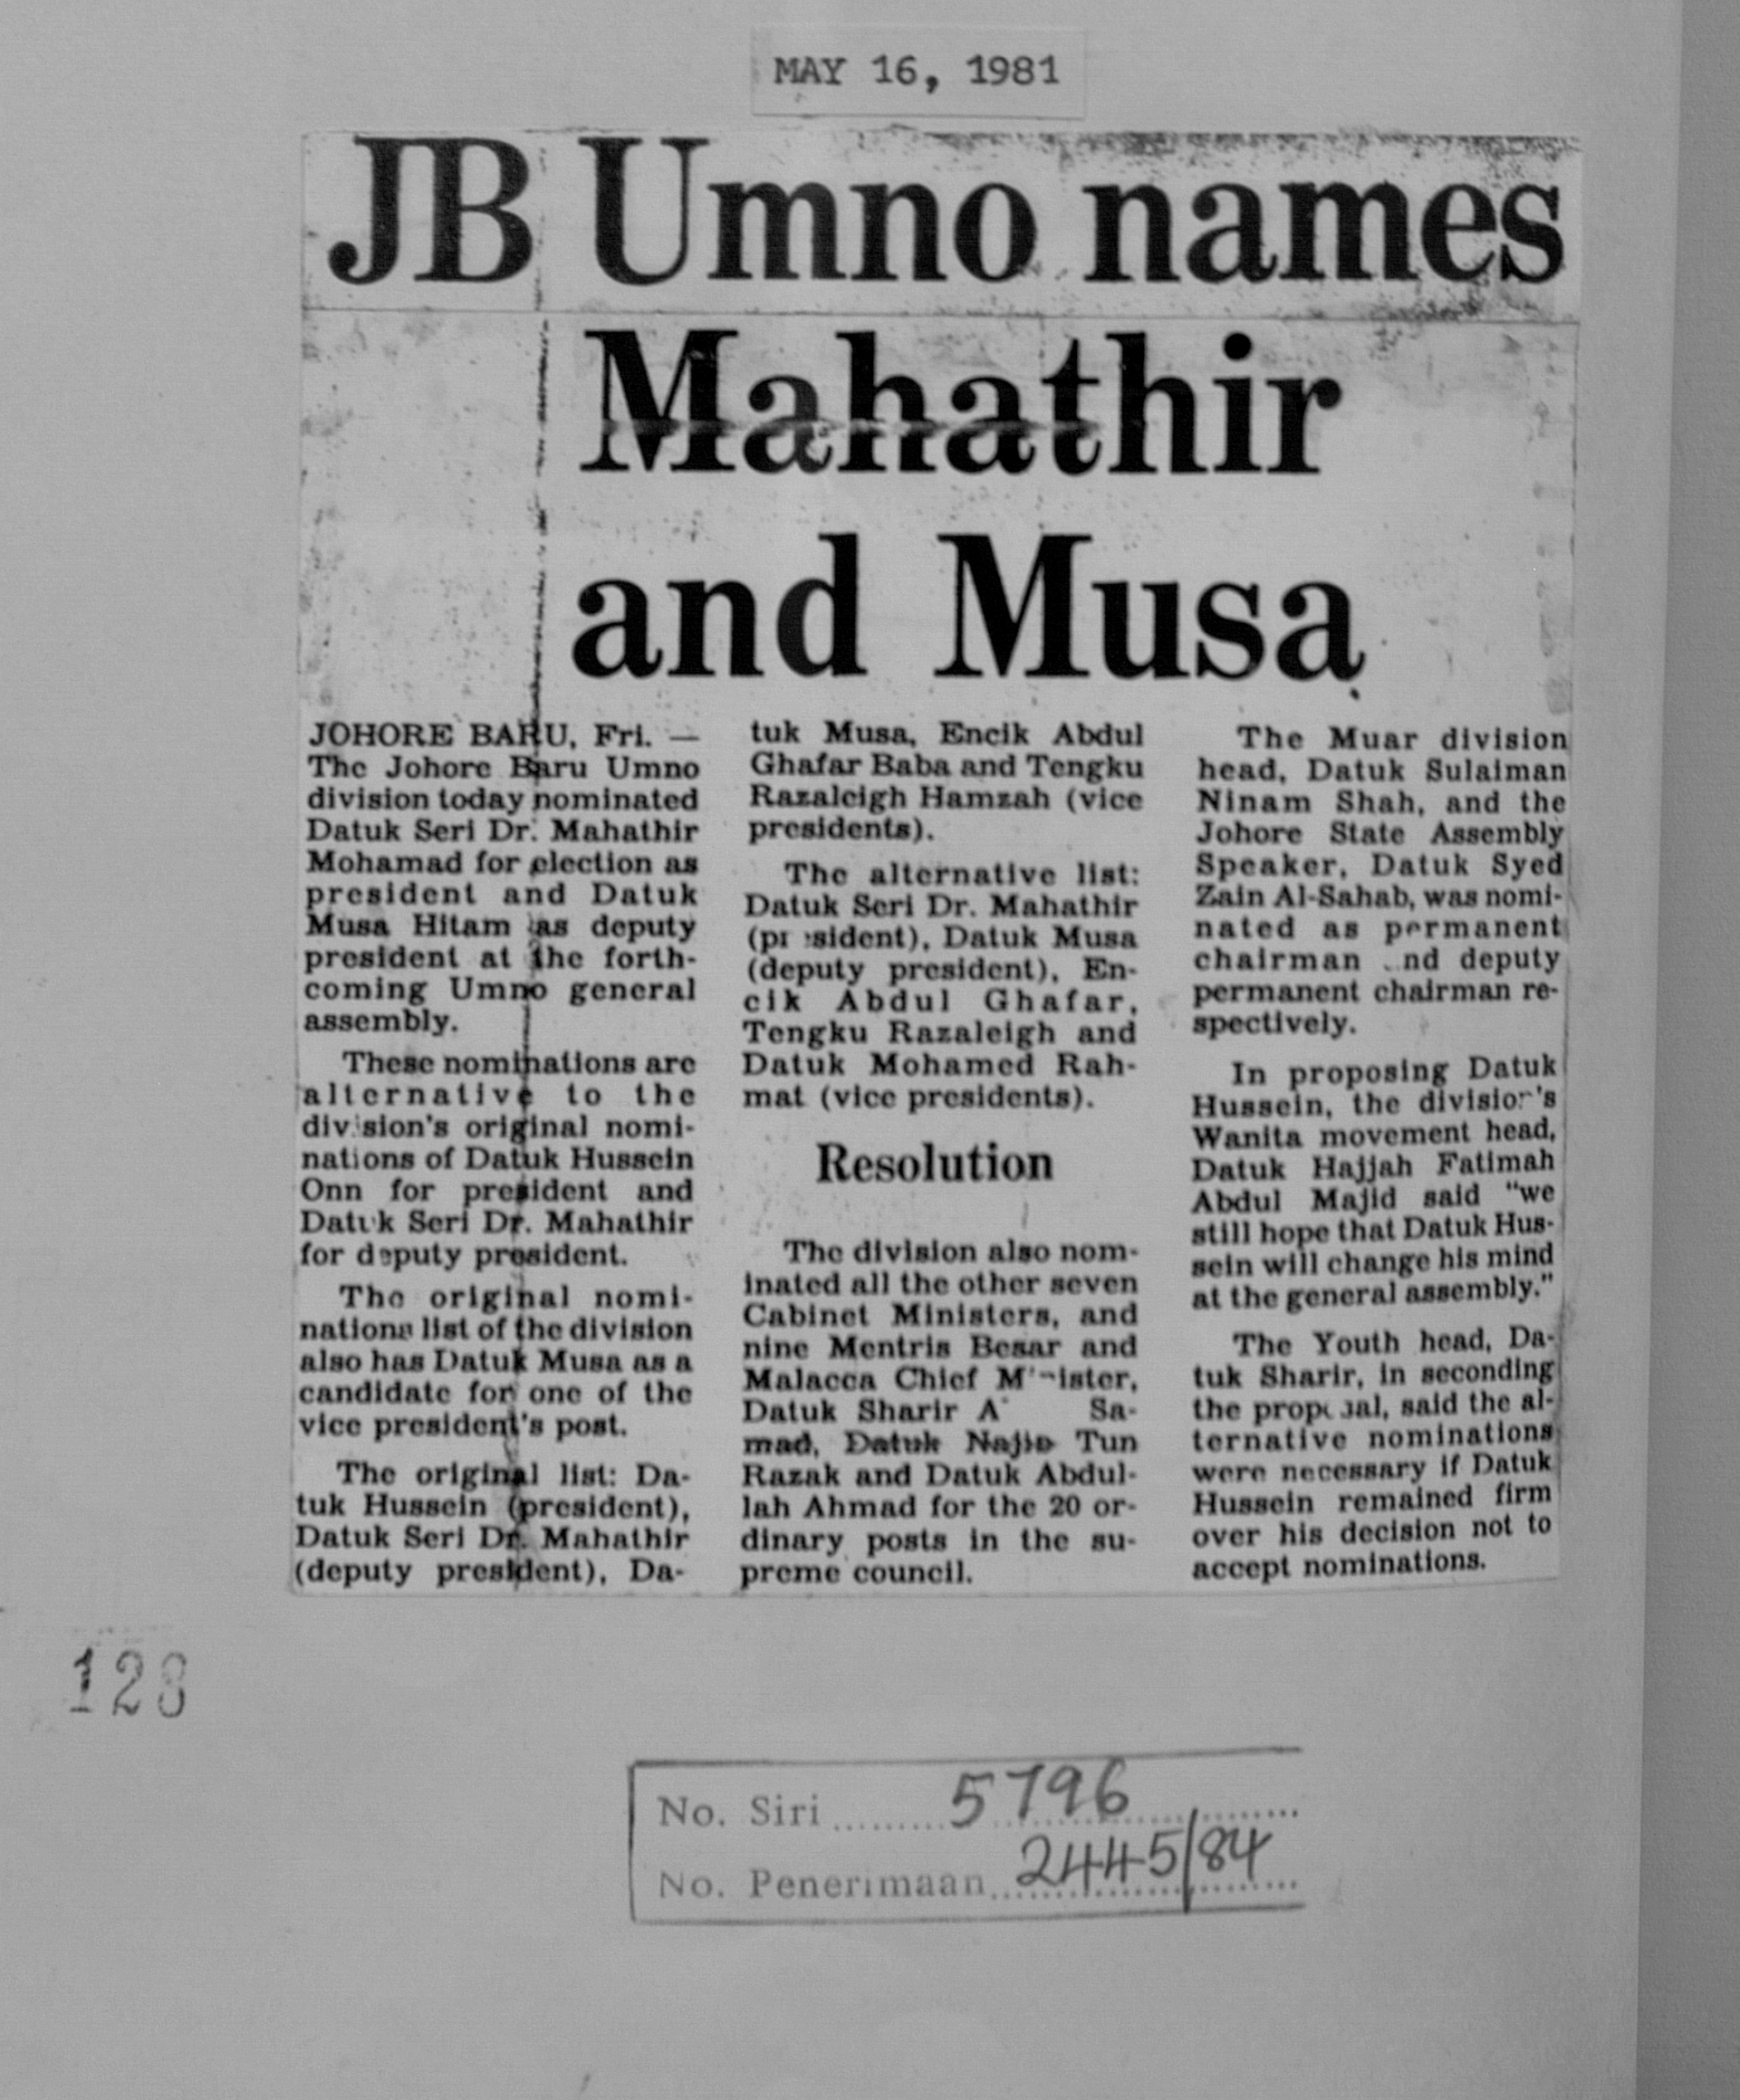 MAY 16, 1981
JB Umno names
Mahathir
and Musa
JOHORE BARU, Fri. —
The Johore Baru Umno
division today nominated
Datuk Seri Dr. Mahathir
Mohamad for election as
president and Datuk
Musa Hitam as deputy
president at the forth-
coming Umno general
assembly.
These nominations are
alternative to the
division's original nomi-
nations of Datuk Hussein
Onn for president and
Datuk Seri Dr. Mahathir
for deputy president.
The original nomi-
nations list of the division
also has Datuk Musa as a
candidate for one of the
vice president's post.
The original list: Da-
tuk Hussein (president),
Datuk Seri Dr. Mahathir
(deputy president), Da-
tuk Musa, Encik Abdul
Ghafar Baba and Tengku
Razaleigh Hamzah (vice
presidents).
The alternative list:
Datuk Seri Dr. Mahathir
(president), Datuk Musa
(deputy president), En-
cik Abdul Ghafar,
Tengku Razaleigh and
Datuk Mohamed Rah-
mat (vice presidents).
Resolution
The division also nom-
inated all the other seven
Cabinet Ministers, and
nine Mentris Besar and
Malacca Chief Minister,
Datuk Sharir Sa-
mad, Datuk Najib Tun
Razak and Datuk Abdul-
lah Ahmad for the 20 or-
dinary posts in the su-
preme council.
The Muar division
head, Datuk Sulaiman
Ninam Shah, and the
Johore State Assembly
Speaker, Datuk Syed
Zain Al-Sahab, was nomi-
nated as permanent
chairman and deputy
permanent chairman re-
spectively.
In proposing Datuk
Hussein, the division's
Wanita movement head,
Datuk Hajjah Fatimah
Abdul Majid said "we
still hope that Datuk Hus-
sein will change his mind
at the general assembly."
The Youth head, Da-
tuk Sharir, in seconding
the proposal, said the al-
ternative nominations
were necessary if Datuk
Hussein remained firm
over his decision not to
accept nominations.
128
No. Siri 5796
No. Penerimaan 2445/84